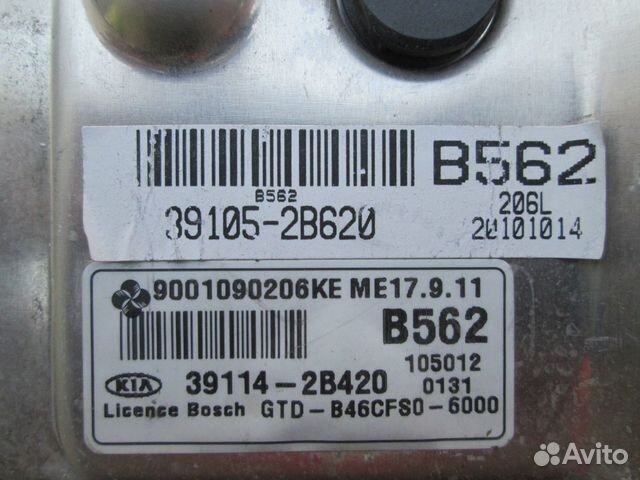 B562
B562
39105-2B620
206L
20101014
9001090206KE ME17.9.11
B562
105012
KIA 39114-2B420 0131
Licence Bosch GTD-B46CFS0-6000
Avito